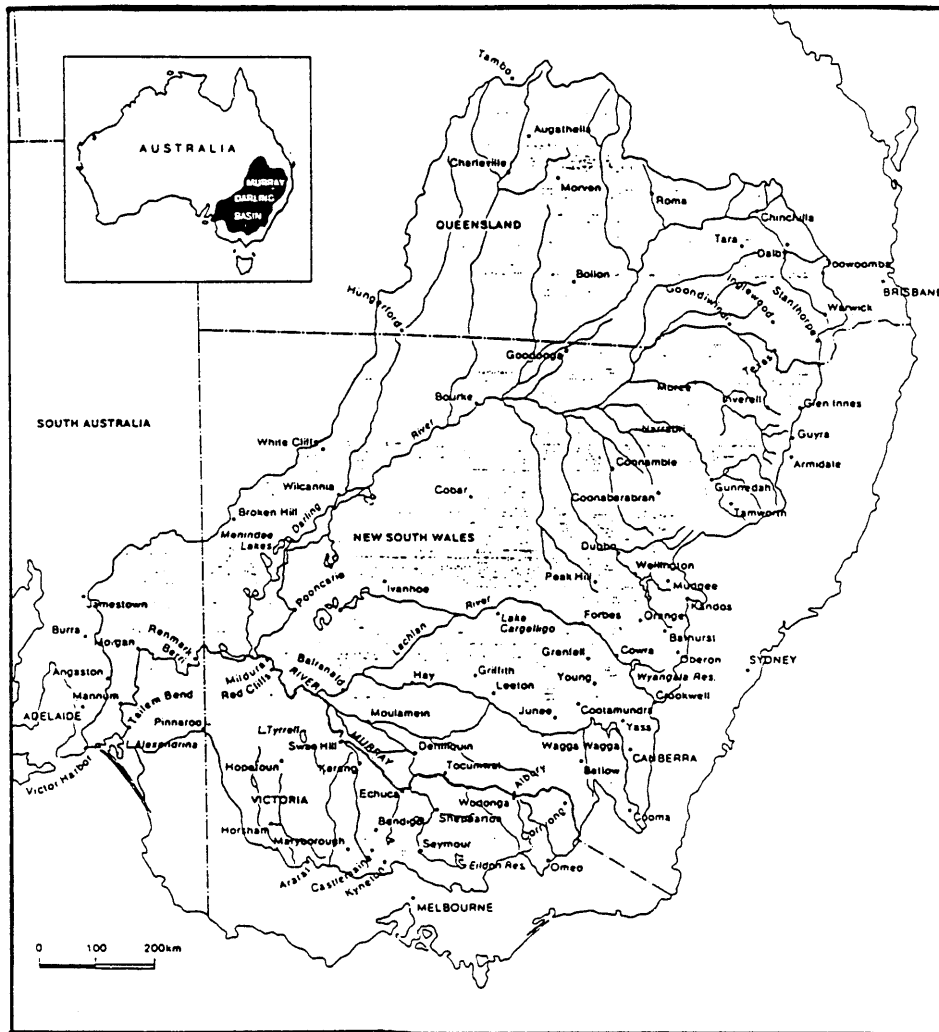 Tambo
AUSTRALIA
MURRAY
DARLING
BASIN
Augathella
Charleville
Morven
Roma
QUEENSLAND
Chinchilla
Tara
Dalby
Toowoomba
Bollon
BRISBANE
Hungerford
Goondiwindi
Inglewood
Stanthorpe
Warwick
Goodooga
Texas
Moree
Inverell
Glen Innes
Bourke
Narrabri
Guyra
SOUTH AUSTRALIA
White Cliffs
River
Coonamble
Armidale
Wilcannia
Cobar
Coonabarabran
Gunnedah
Tamworth
Broken Hill
Darling
Menindee
Lakes
NEW SOUTH WALES
Dubbo
Wellington
Mudgee
Peak Hill
Kandos
Jamestown
Pooncarie
Ivanhoe
River
Lake
Cargelligo
Forbes
Orange
Bathurst
Burra
Morgan
Renmark
Berri
Lachlan
Grenfell
Cowra
Oberon
SYDNEY
Angaston
Mildura
Red Cliffs
Balranald
RIVER
Hay
Griffith
Leeton
Young
Wyangala Res.
Crookwell
Mannum
ADELAIDE
Tailem Bend
Pinnaroo
Moulamein
Junee
Cootamundra
Yass
L. Alexandrina
Victor Harbor
L. Tyrrell
Swan Hill
MURRAY
Deniliquin
Wagga Wagga
CANBERRA
Hopetoun
Kerang
Tocumwal
Albury
Batlow
VICTORIA
Echuca
Wodonga
Corryong
Cooma
Horsham
Bendigo
Shepparton
Maryborough
Seymour
Ararat
Castlemaine
Kyneton
Eildon Res.
Omeo
MELBOURNE
0 100 200km